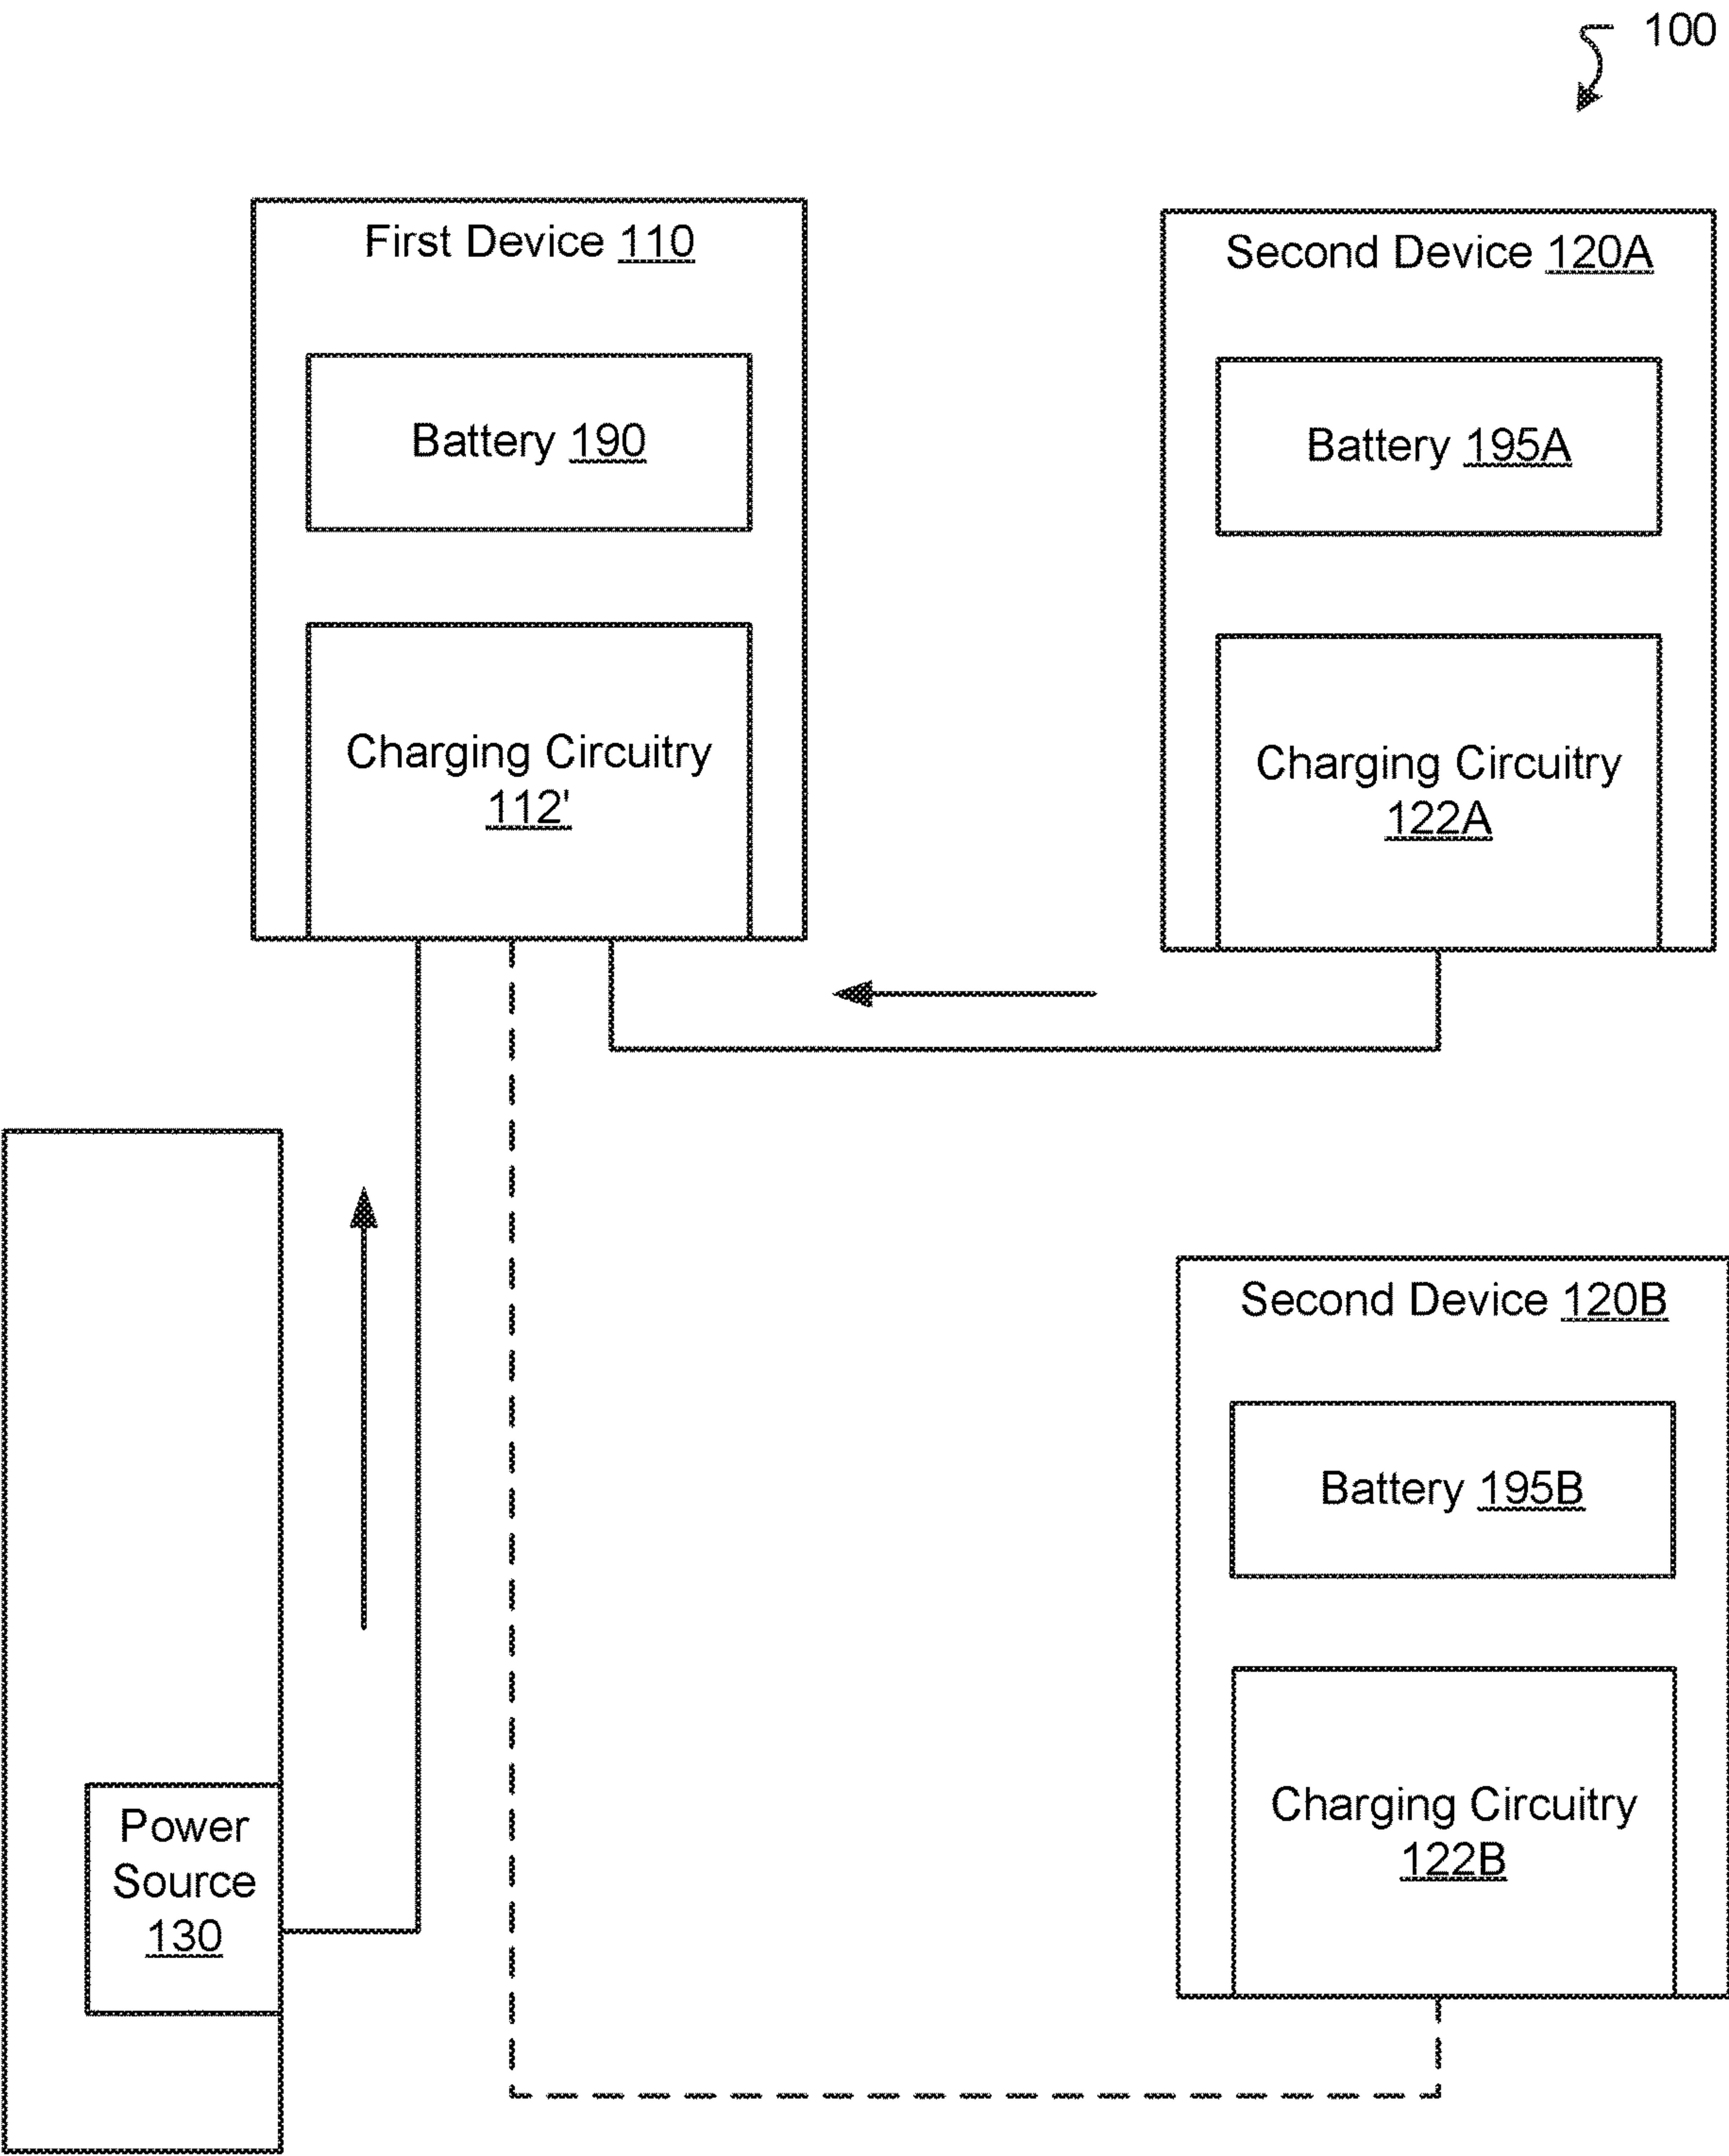 100
First Device 110
Battery 190
Charging Circuitry
112'
Second Device 120A
Battery 195A
Charging Circuitry
122A
Second Device 120B
Battery 195B
Charging Circuitry
122B
Power
Source
130